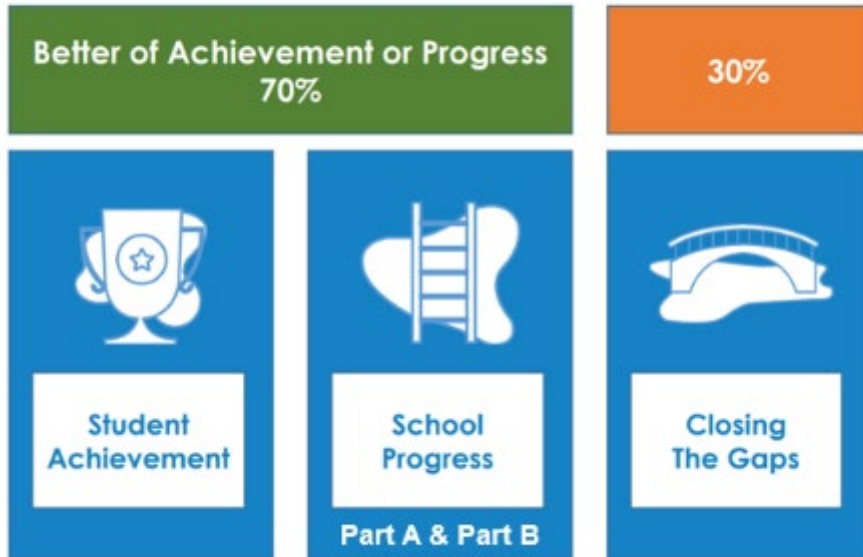 Better of Achievement or Progress
70%
30%
Student
Achievement
School
Progress
Part A & Part B
Closing
The Gaps